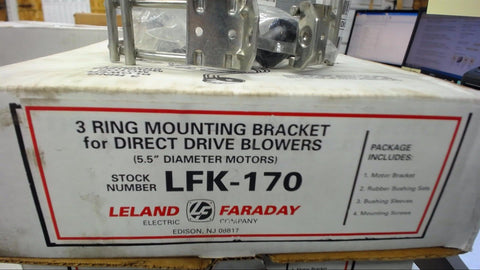 3 RING MOUNTING BRACKET
for DIRECT DRIVE BLOWERS
(5.5" DIAMETER MOTORS)
STOCK NUMBER LFK-170
LELAND LF FARADAY
ELECTRIC COMPANY
EDISON, NJ 08817
PACKAGE
INCLUDES:
1. Motor Bracket
2. Rubber Bushing Sets
3. Bushing Sleeves
4. Mounting Screws